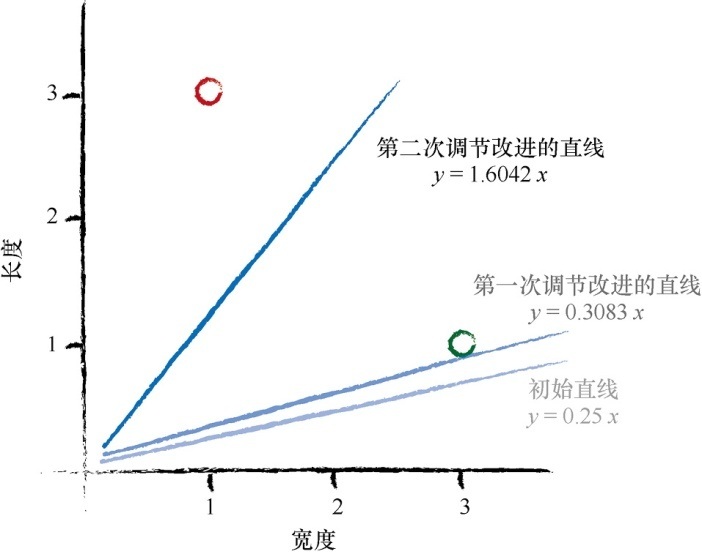 3
第二次调节改进的直线
y = 1.6042 x
2
长度
第一次调节改进的直线
y = 0.3083 x
1
初始直线
y = 0.25 x
1
2
3
宽度